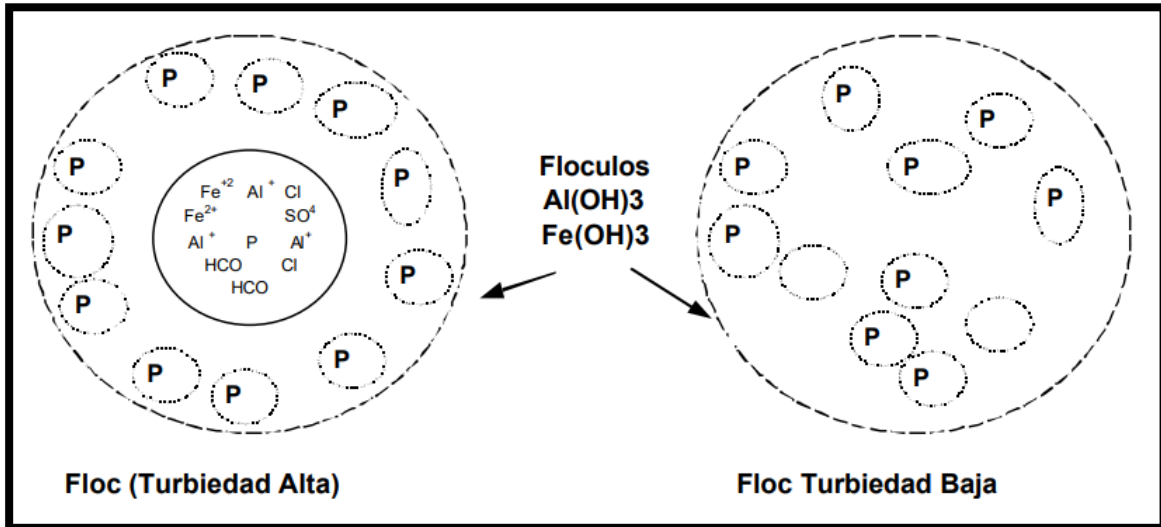 P
P
P
P
P
P
P
P
P
P
P
Fe+2 Al + Cl
Fe2+ SO4
Al + P Al+
HCO Cl
HCO
Floculos
Al(OH)3
Fe(OH)3
P
P
P
P
P
P
P
P
P
Floc (Turbiedad Alta)
Floc Turbiedad Baja